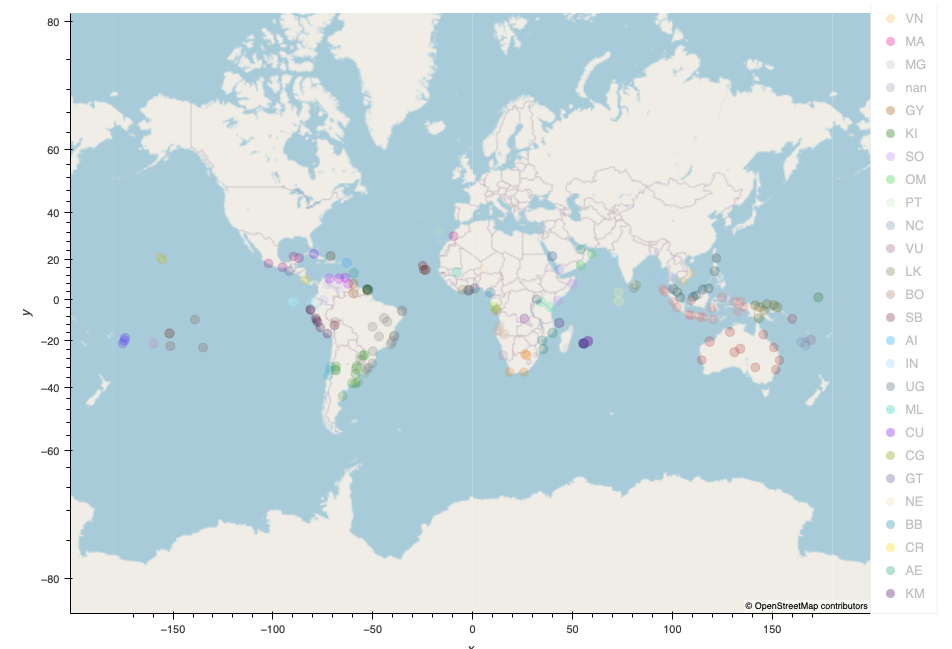 80
60
40
20
0
−20
−40
−60
−80
y
−150
−100
−50
0
50
100
150
© OpenStreetMap contributors
VN
MA
MG
nan
GY
KI
SO
OM
PT
NC
VU
LK
BO
SB
AI
IN
UG
ML
CU
CG
GT
NE
BB
CR
AE
KM